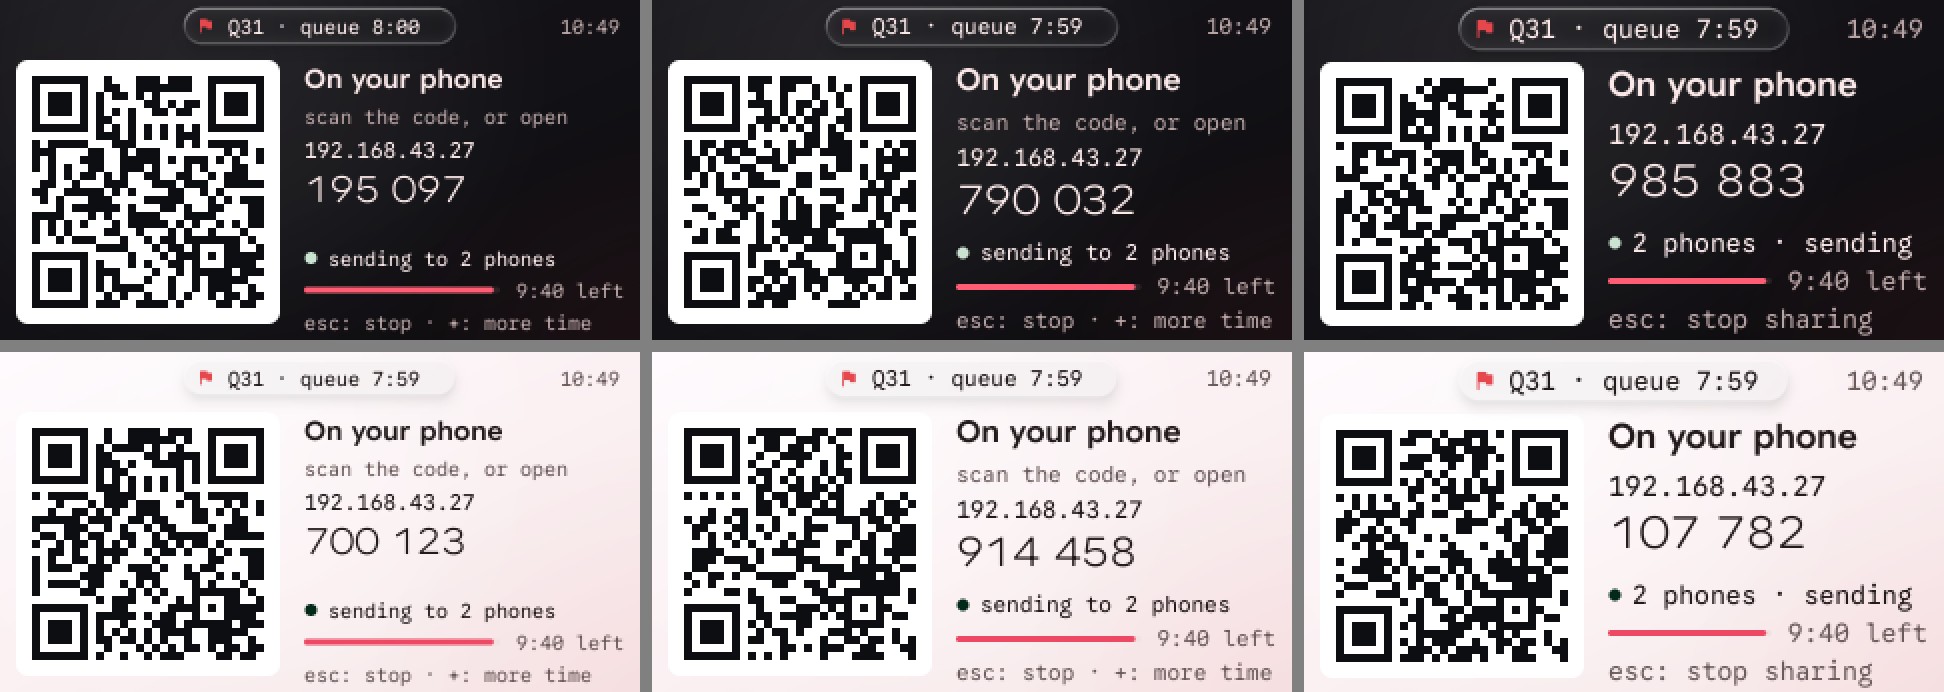 Q31 · queue 8:00
10:49
On your phone
scan the code, or open
192.168.43.27
195 097
sending to 2 phones
9:40 left
esc: stop · +: more time
Q31 · queue 7:59
10:49
On your phone
scan the code, or open
192.168.43.27
790 032
sending to 2 phones
9:40 left
esc: stop · +: more time
Q31 · queue 7:59
10:49
On your phone
192.168.43.27
985 883
2 phones · sending
9:40 left
esc: stop sharing
Q31 · queue 7:59
10:49
On your phone
scan the code, or open
192.168.43.27
700 123
sending to 2 phones
9:40 left
esc: stop · +: more time
Q31 · queue 7:59
10:49
On your phone
scan the code, or open
192.168.43.27
914 458
sending to 2 phones
9:40 left
esc: stop · +: more time
Q31 · queue 7:59
10:49
On your phone
192.168.43.27
107 782
2 phones · sending
9:40 left
esc: stop sharing